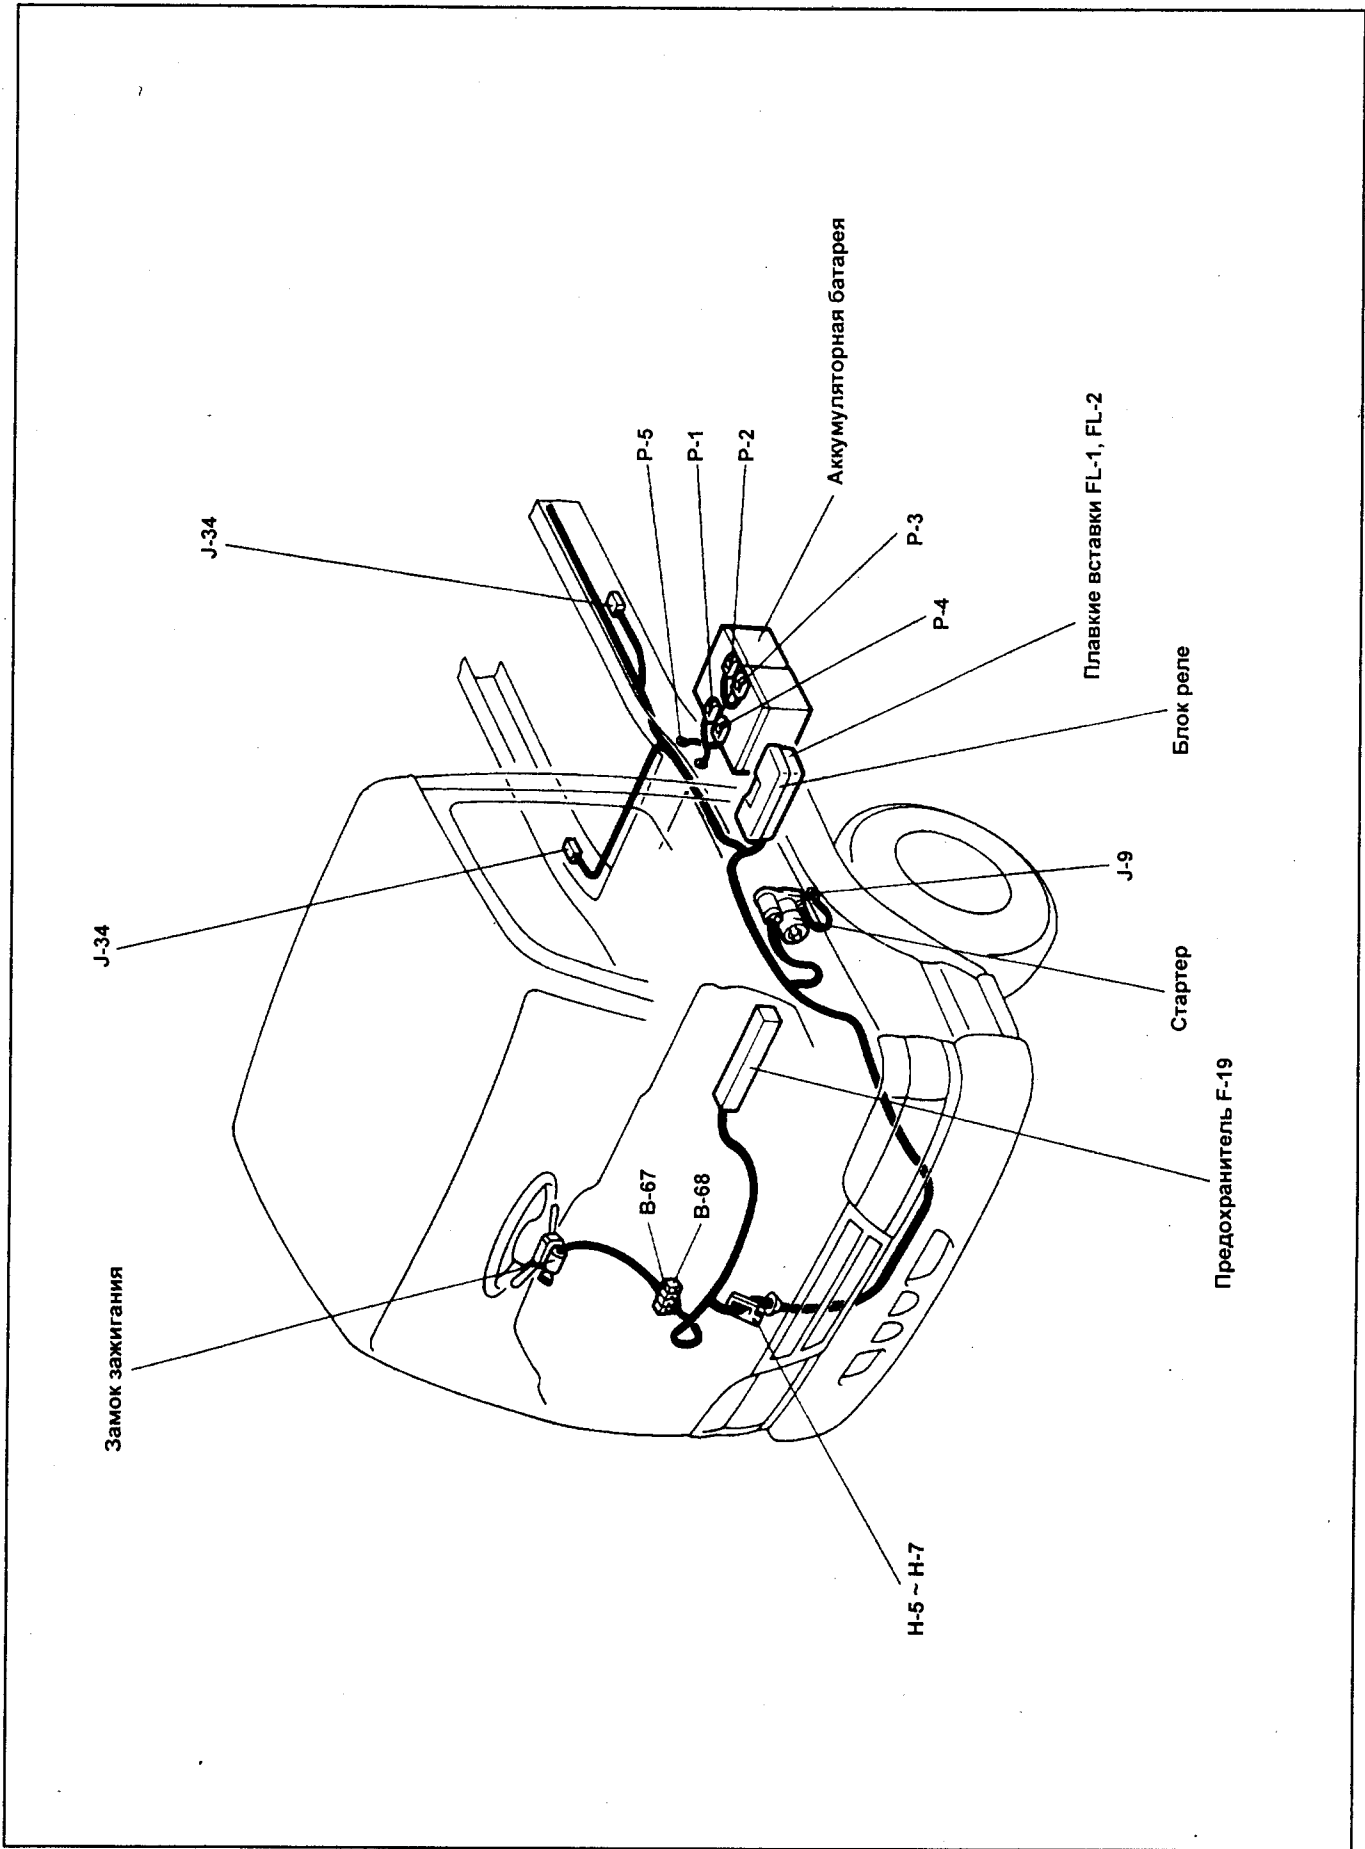 J-34
J-34
P-5
P-1
P-2
Аккумуляторная батарея
P-3
P-4
Плавкие вставки FL-1, FL-2
Блок реле
J-9
Стартер
Предохранитель F-19
B-67
B-68
Замок зажигания
H-5 ~ H-7